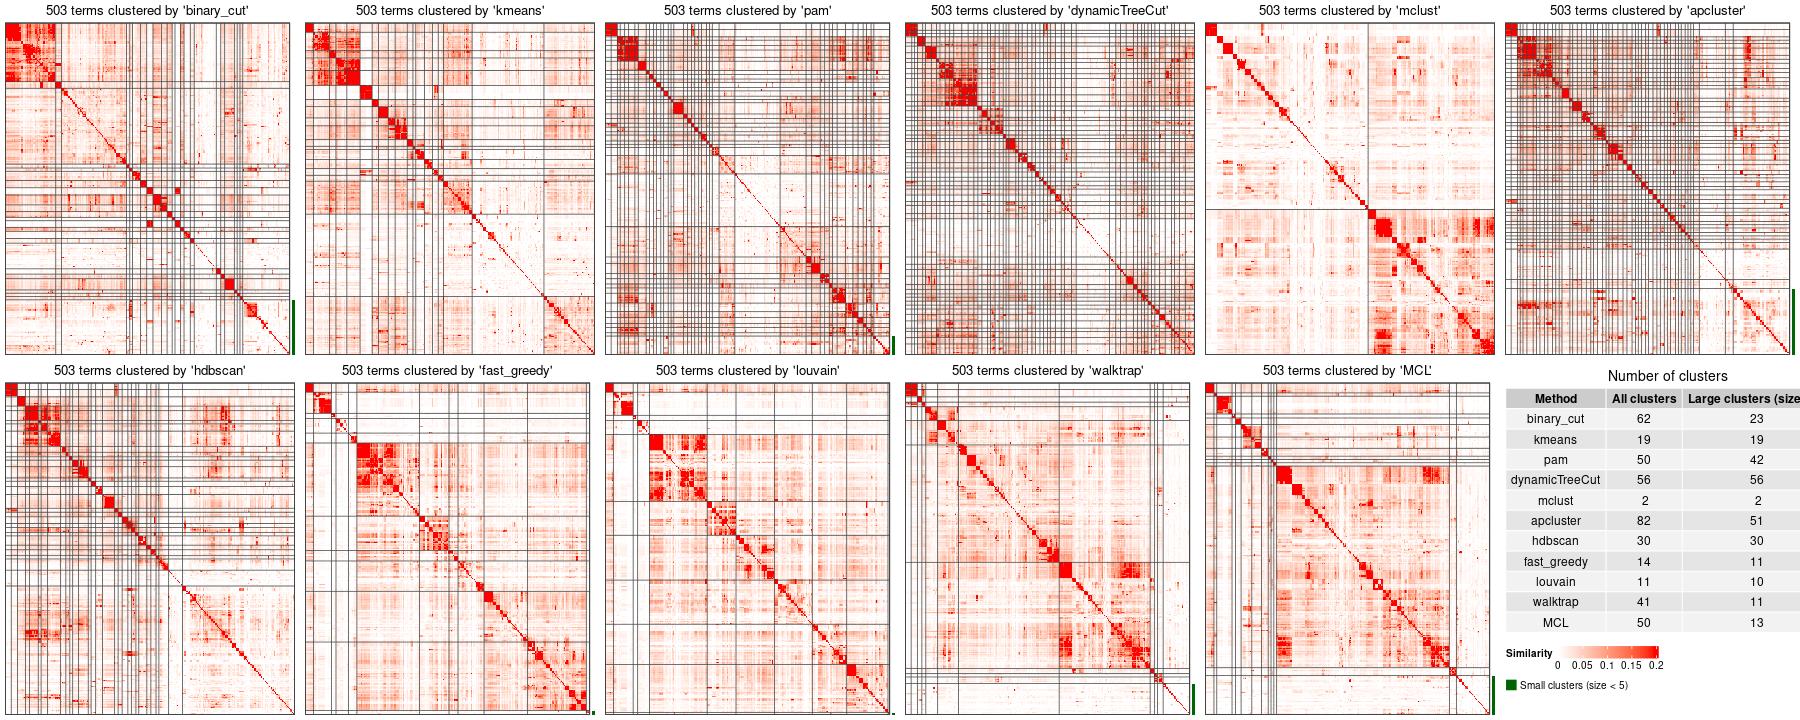 503 terms clustered by 'binary_cut'
503 terms clustered by 'kmeans'
503 terms clustered by 'pam'
503 terms clustered by 'dynamicTreeCut'
503 terms clustered by 'mclust'
503 terms clustered by 'apcluster'
503 terms clustered by 'hdbscan'
503 terms clustered by 'fast_greedy'
503 terms clustered by 'louvain'
503 terms clustered by 'walktrap'
503 terms clustered by 'MCL'
Number of clusters
Method All clusters Large clusters (size
binary_cut 62 23
kmeans 19 19
pam 50 42
dynamicTreeCut 56 56
mclust 2 2
apcluster 82 51
hdbscan 30 30
fast_greedy 14 11
louvain 11 10
walktrap 41 11
MCL 50 13
Similarity
0 0.05 0.1 0.15 0.2
Small clusters (size < 5)